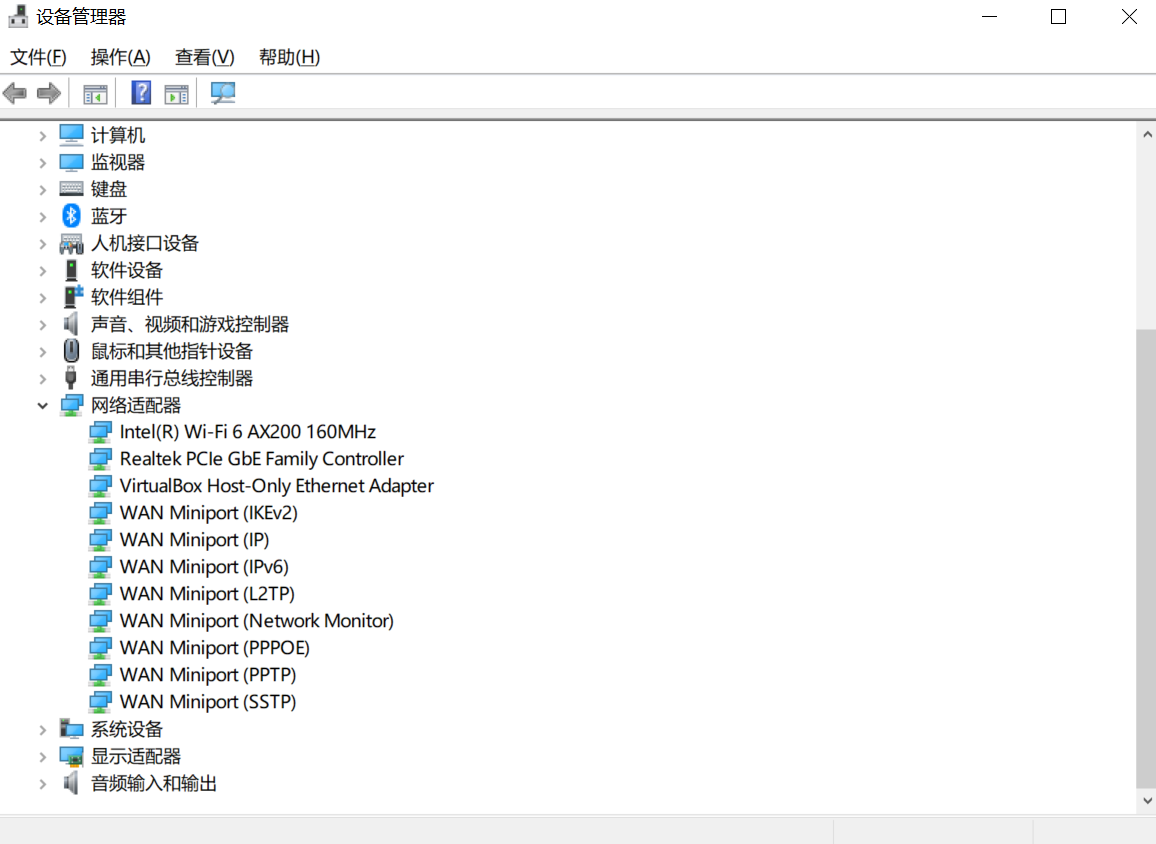 设备管理器
文件(F) 操作(A) 查看(V) 帮助(H)
计算机
监视器
键盘
蓝牙
人机接口设备
软件设备
软件组件
声音、视频和游戏控制器
鼠标和其他指针设备
通用串行总线控制器
网络适配器
Intel(R) Wi-Fi 6 AX200 160MHz
Realtek PCIe GbE Family Controller
VirtualBox Host-Only Ethernet Adapter
WAN Miniport (IKEv2)
WAN Miniport (IP)
WAN Miniport (IPv6)
WAN Miniport (L2TP)
WAN Miniport (Network Monitor)
WAN Miniport (PPPOE)
WAN Miniport (PPTP)
WAN Miniport (SSTP)
系统设备
显示适配器
音频输入和输出